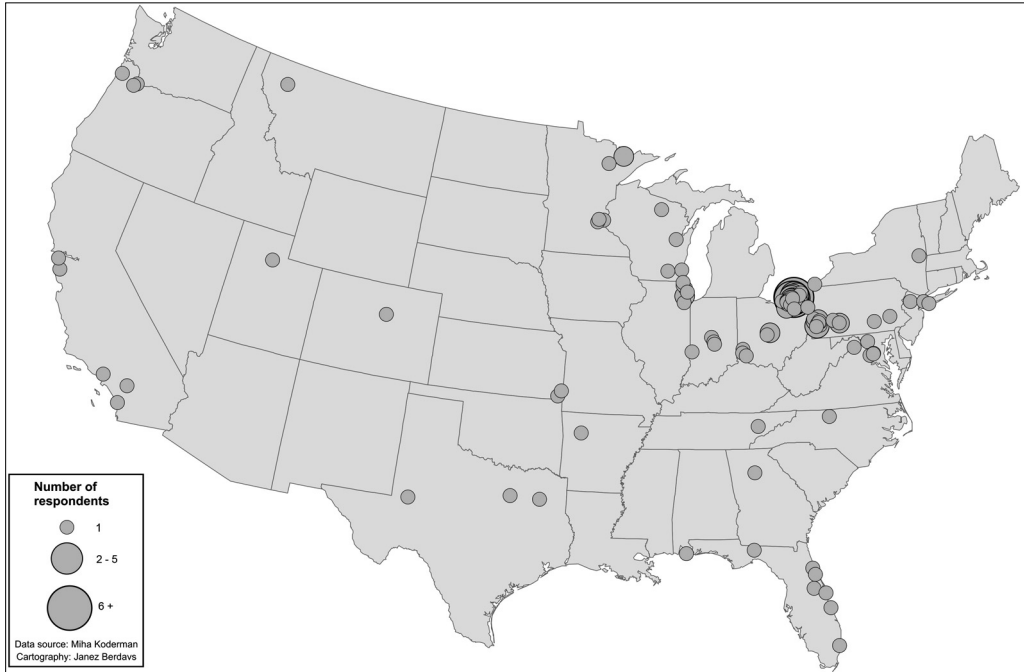 Number of
respondents
1
2 - 5
6 +
Data source: Miha Koderman
Cartography: Janez Berdavs